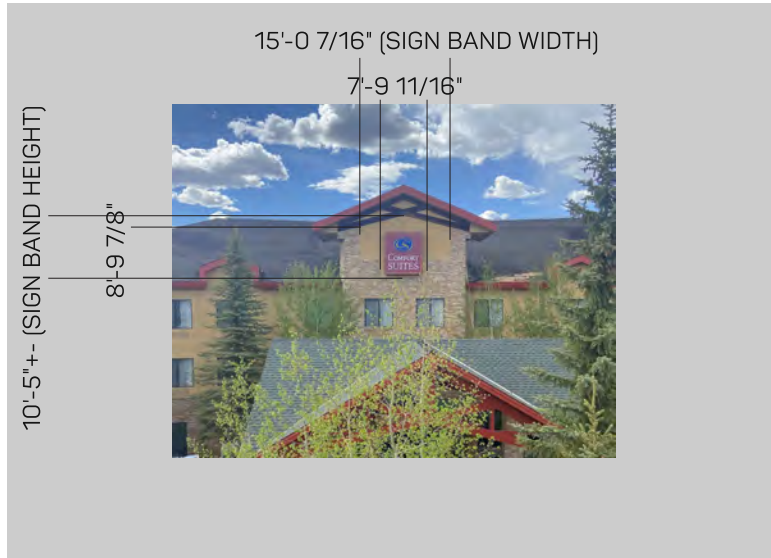 15'-0 7/16" (SIGN BAND WIDTH)
7'-9 11/16"
10'-5"+- (SIGN BAND HEIGHT)
8'-9 7/8"
COMFORT
SUITES